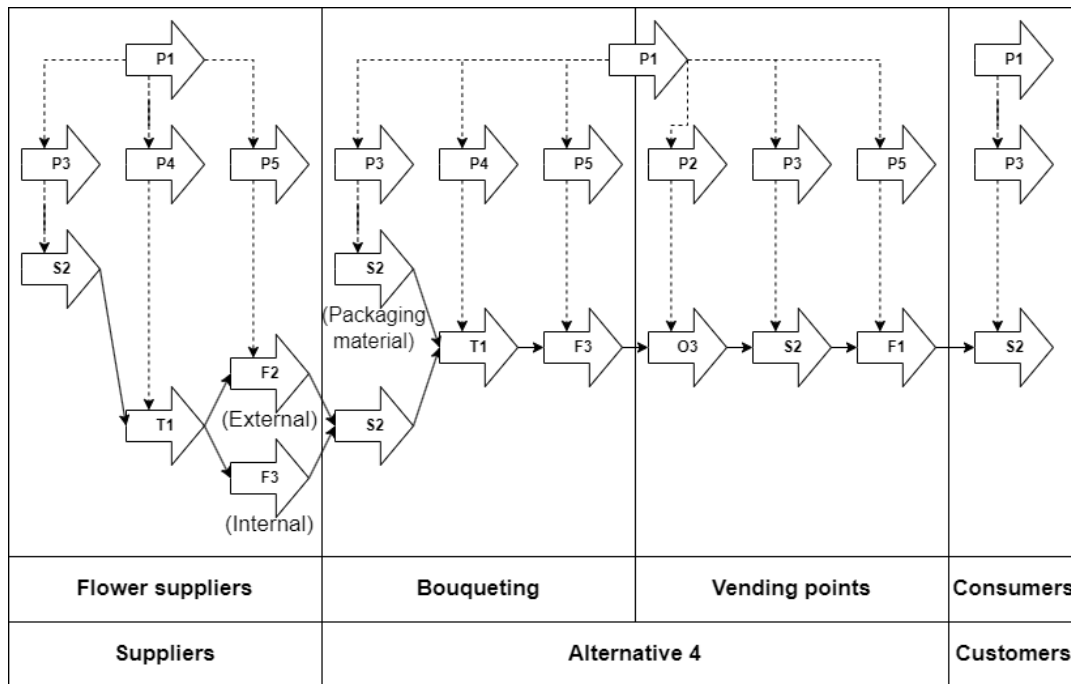 P1
P1
P1
P3
P4
P5
P3
P4
P5
P2
P3
P5
P3
S2
S2
(Packaging
material)
T1
F3
O3
S2
F1
S2
F2
(External)
T1
S2
F3
(Internal)
Flower suppliers
Bouqueting
Vending points
Consumers
Suppliers
Alternative 4
Customers